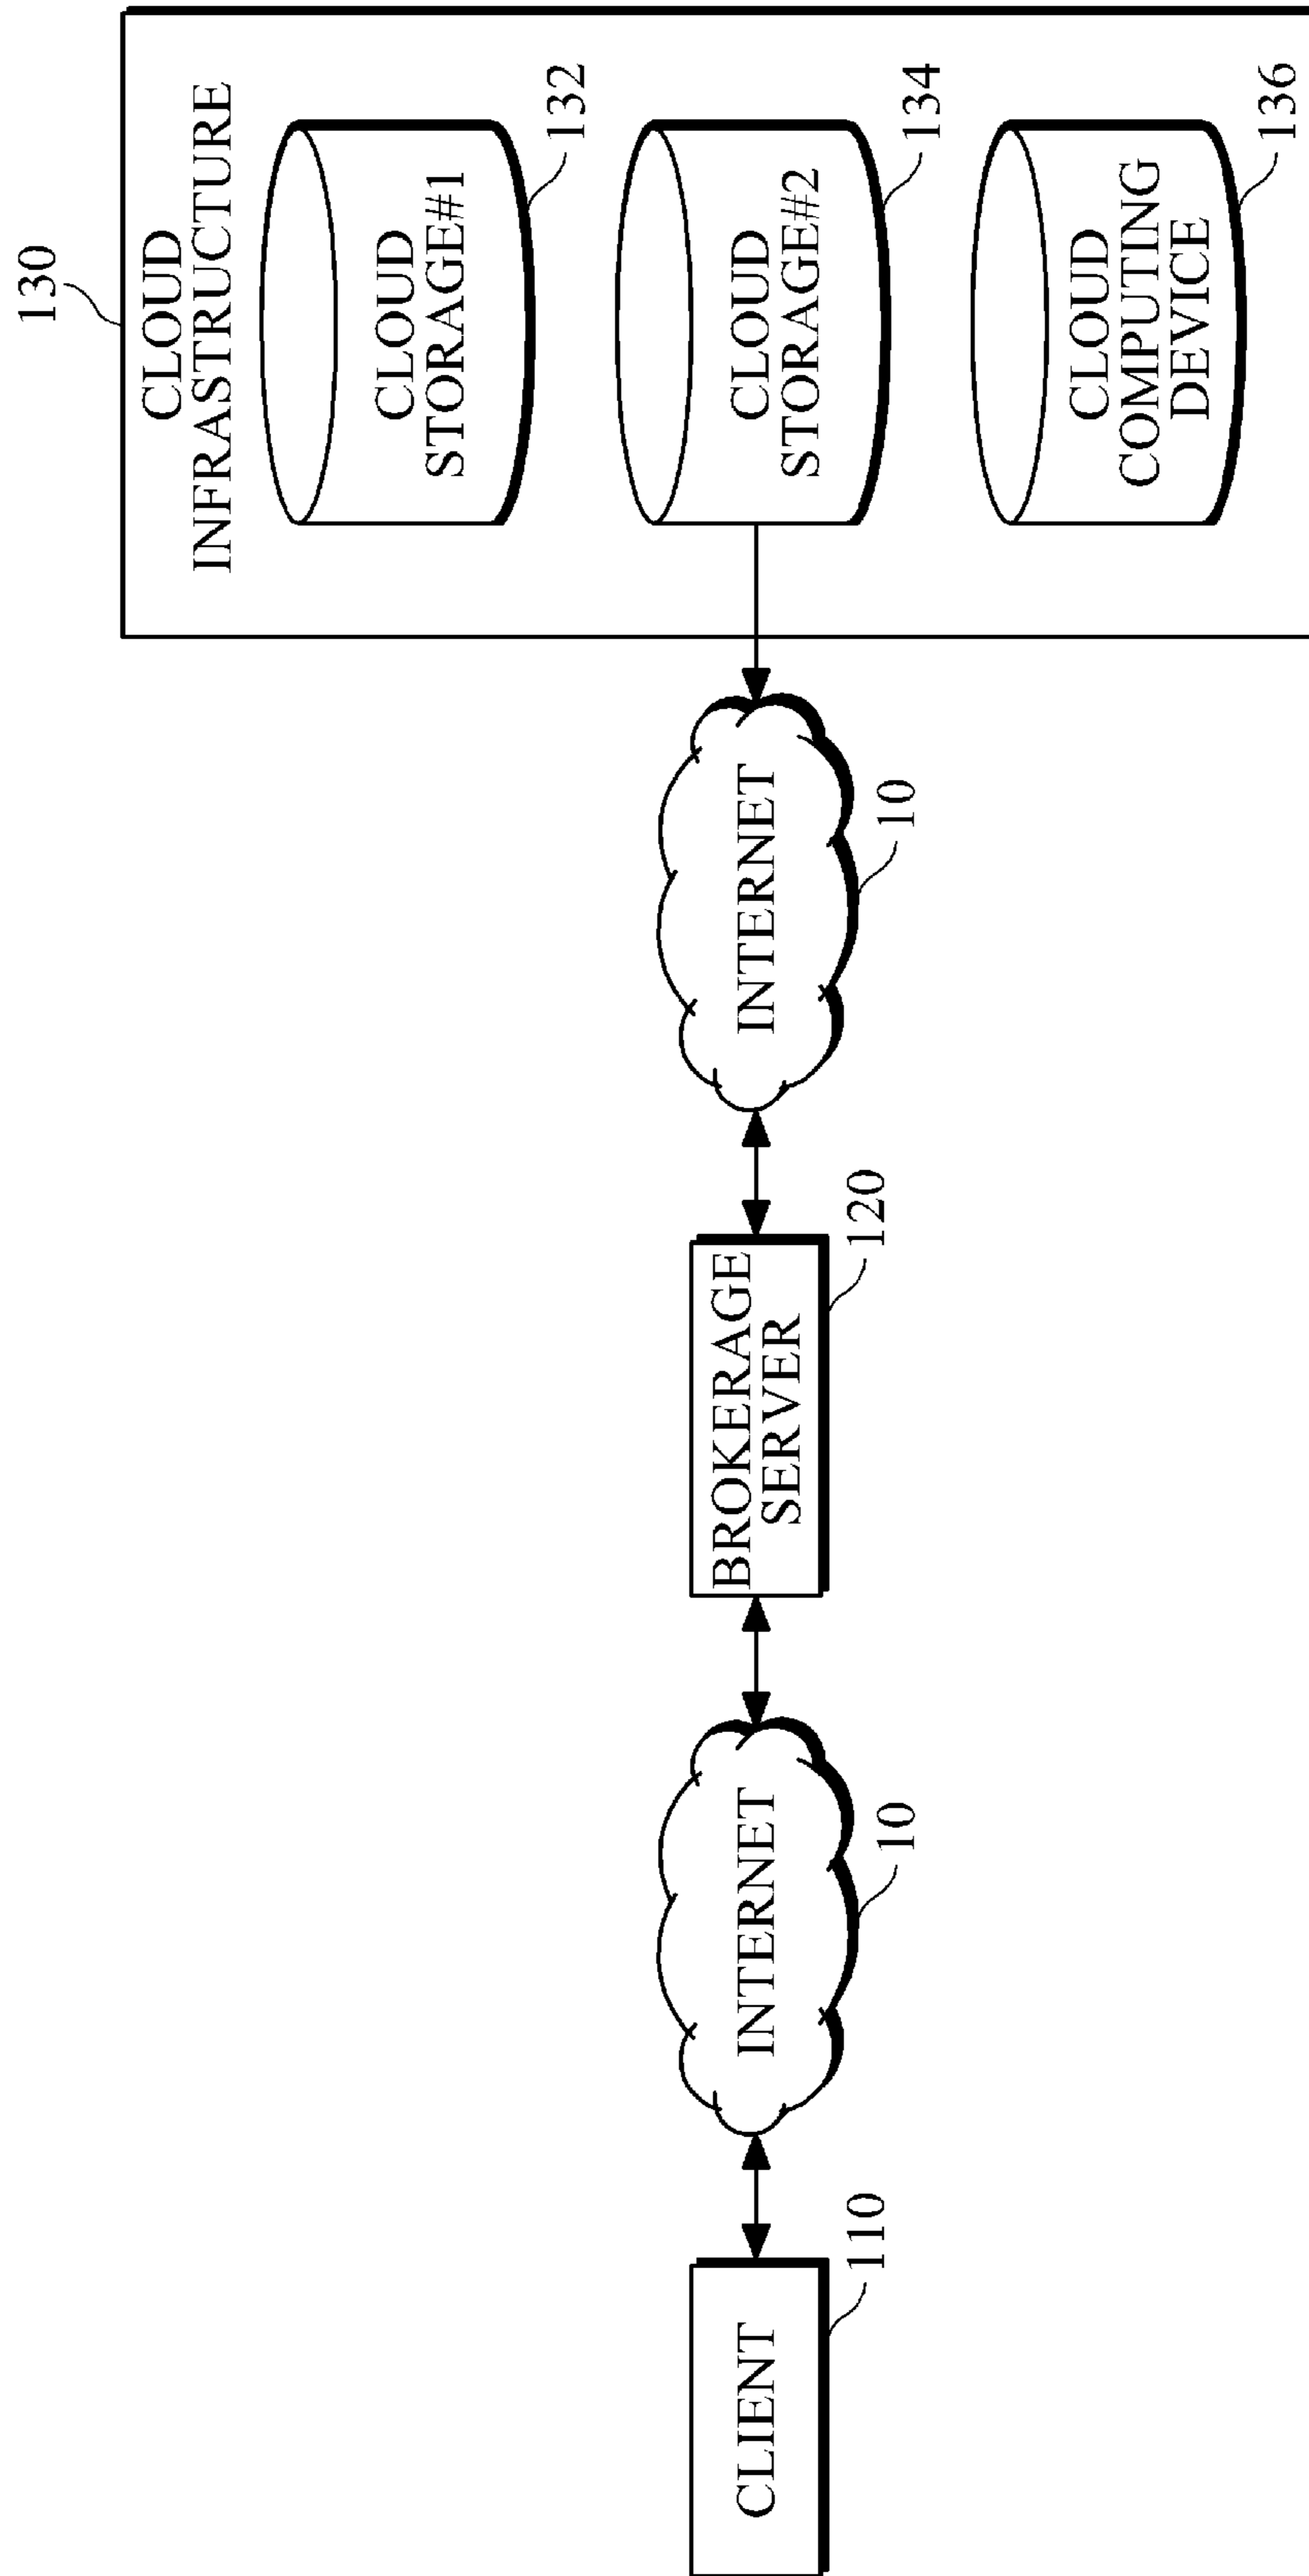 130
CLOUD
INFRASTRUCTURE
CLOUD
STORAGE#1
132
CLOUD
STORAGE#2
134
CLOUD
COMPUTING
DEVICE
136
INTERNET
10
BROKERAGE
SERVER
120
INTERNET
10
CLIENT
110